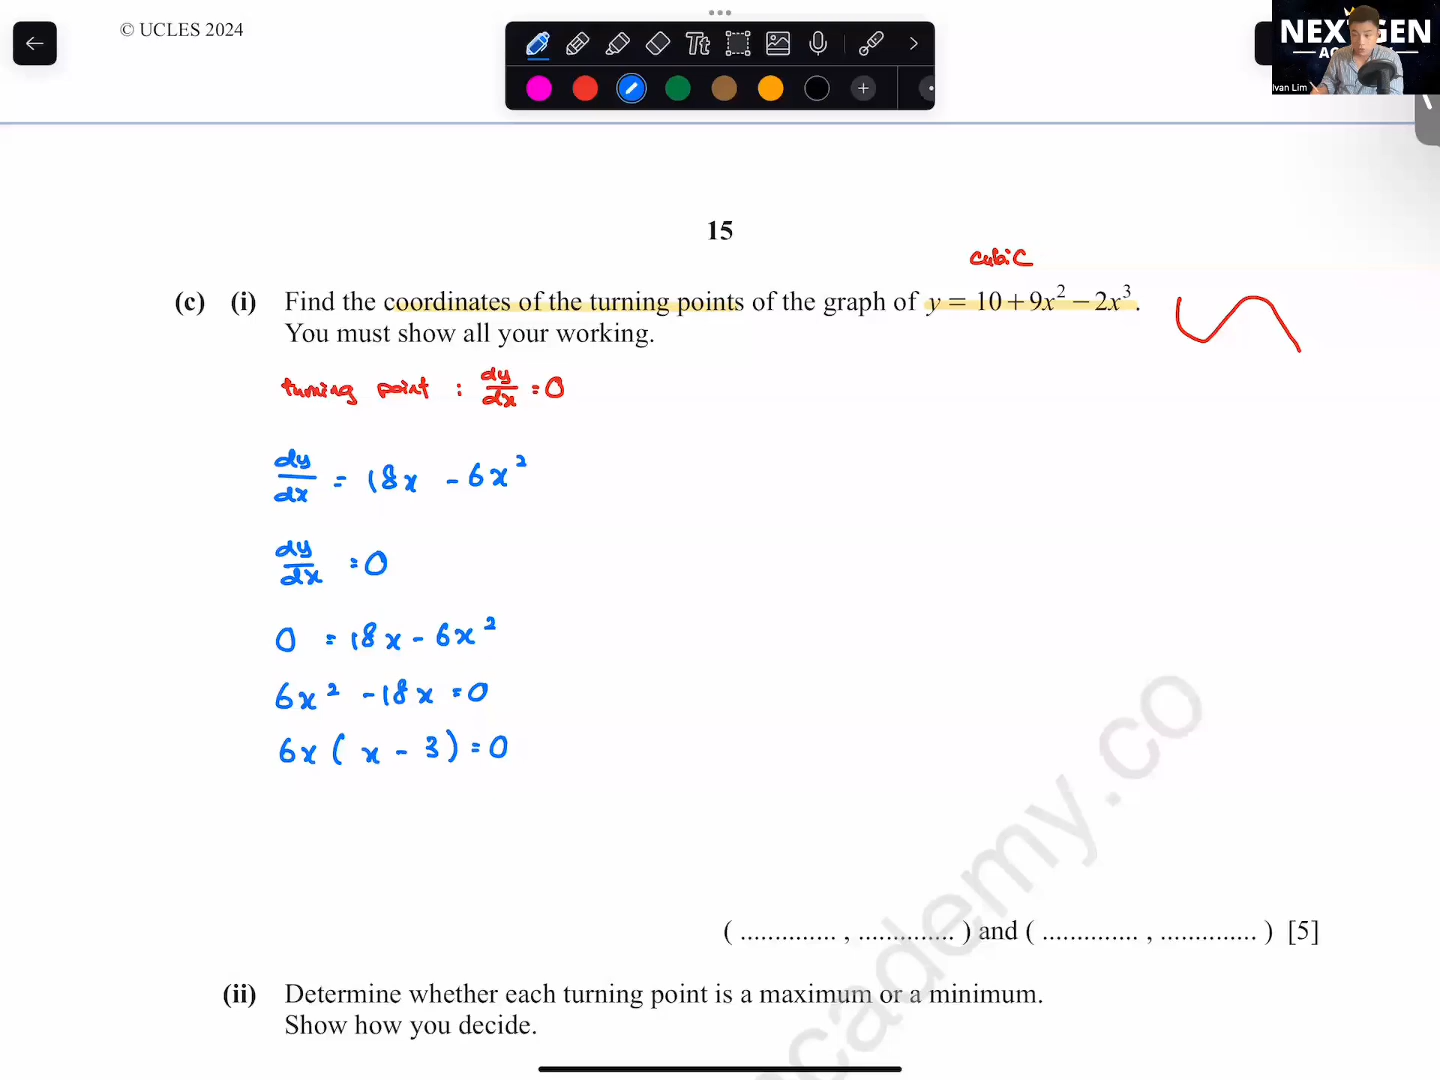 © UCLES 2024
Tt
NEXTGEN
Ivan Lim
15
cubic
(c) (i) Find the coordinates of the turning points of the graph of y = 10 + 9x² − 2x³.
You must show all your working.
turning point : dy/dx = 0
dy/dx = 18x - 6x²
dy/dx = 0
0 = 18x - 6x²
6x² - 18x = 0
6x ( x - 3 ) = 0
( .............. , .............. ) and ( .............. , .............. ) [5]
(ii) Determine whether each turning point is a maximum or a minimum.
Show how you decide.
cademy.co